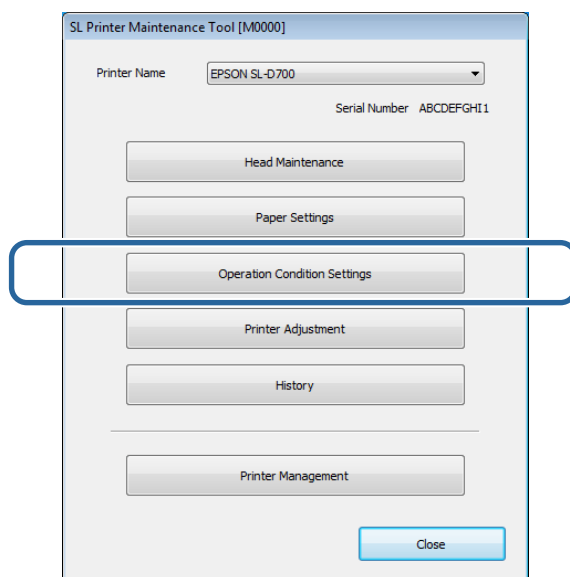 SL Printer Maintenance Tool [M0000]
Printer Name EPSON SL-D700
Serial Number ABCDEFGHI1
Head Maintenance
Paper Settings
Operation Condition Settings
Printer Adjustment
History
Printer Management
Close